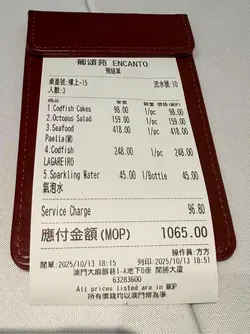 葡頌苑 ENCANTO
預結單
桌臺號:樓上-15 流水號:10
人數:3
商品 單價 數量 價格(MOP)
1.Codfish Cakes 98.00 1/pc 98.00
2.Octopus Salad 159.00 1/pc 159.00
3.Seafood 418.00 1/pc 418.00
Paella(M)
4.Codfish 248.00 1/pc 248.00
LAGAREIRO
5.Sparkling Water 45.00 1/Bottle 45.00
氣泡水
Service Charge 96.80
應付金額(MOP) 1065.00
操作員:方方
開單:2025/10/13 18:15 列印:2025/10/13 18:51
澳門大廟腳巷1-A地下D座 開勝大廈
63283600
All prices listed are in MOP
所有價錢均以澳門幣為準